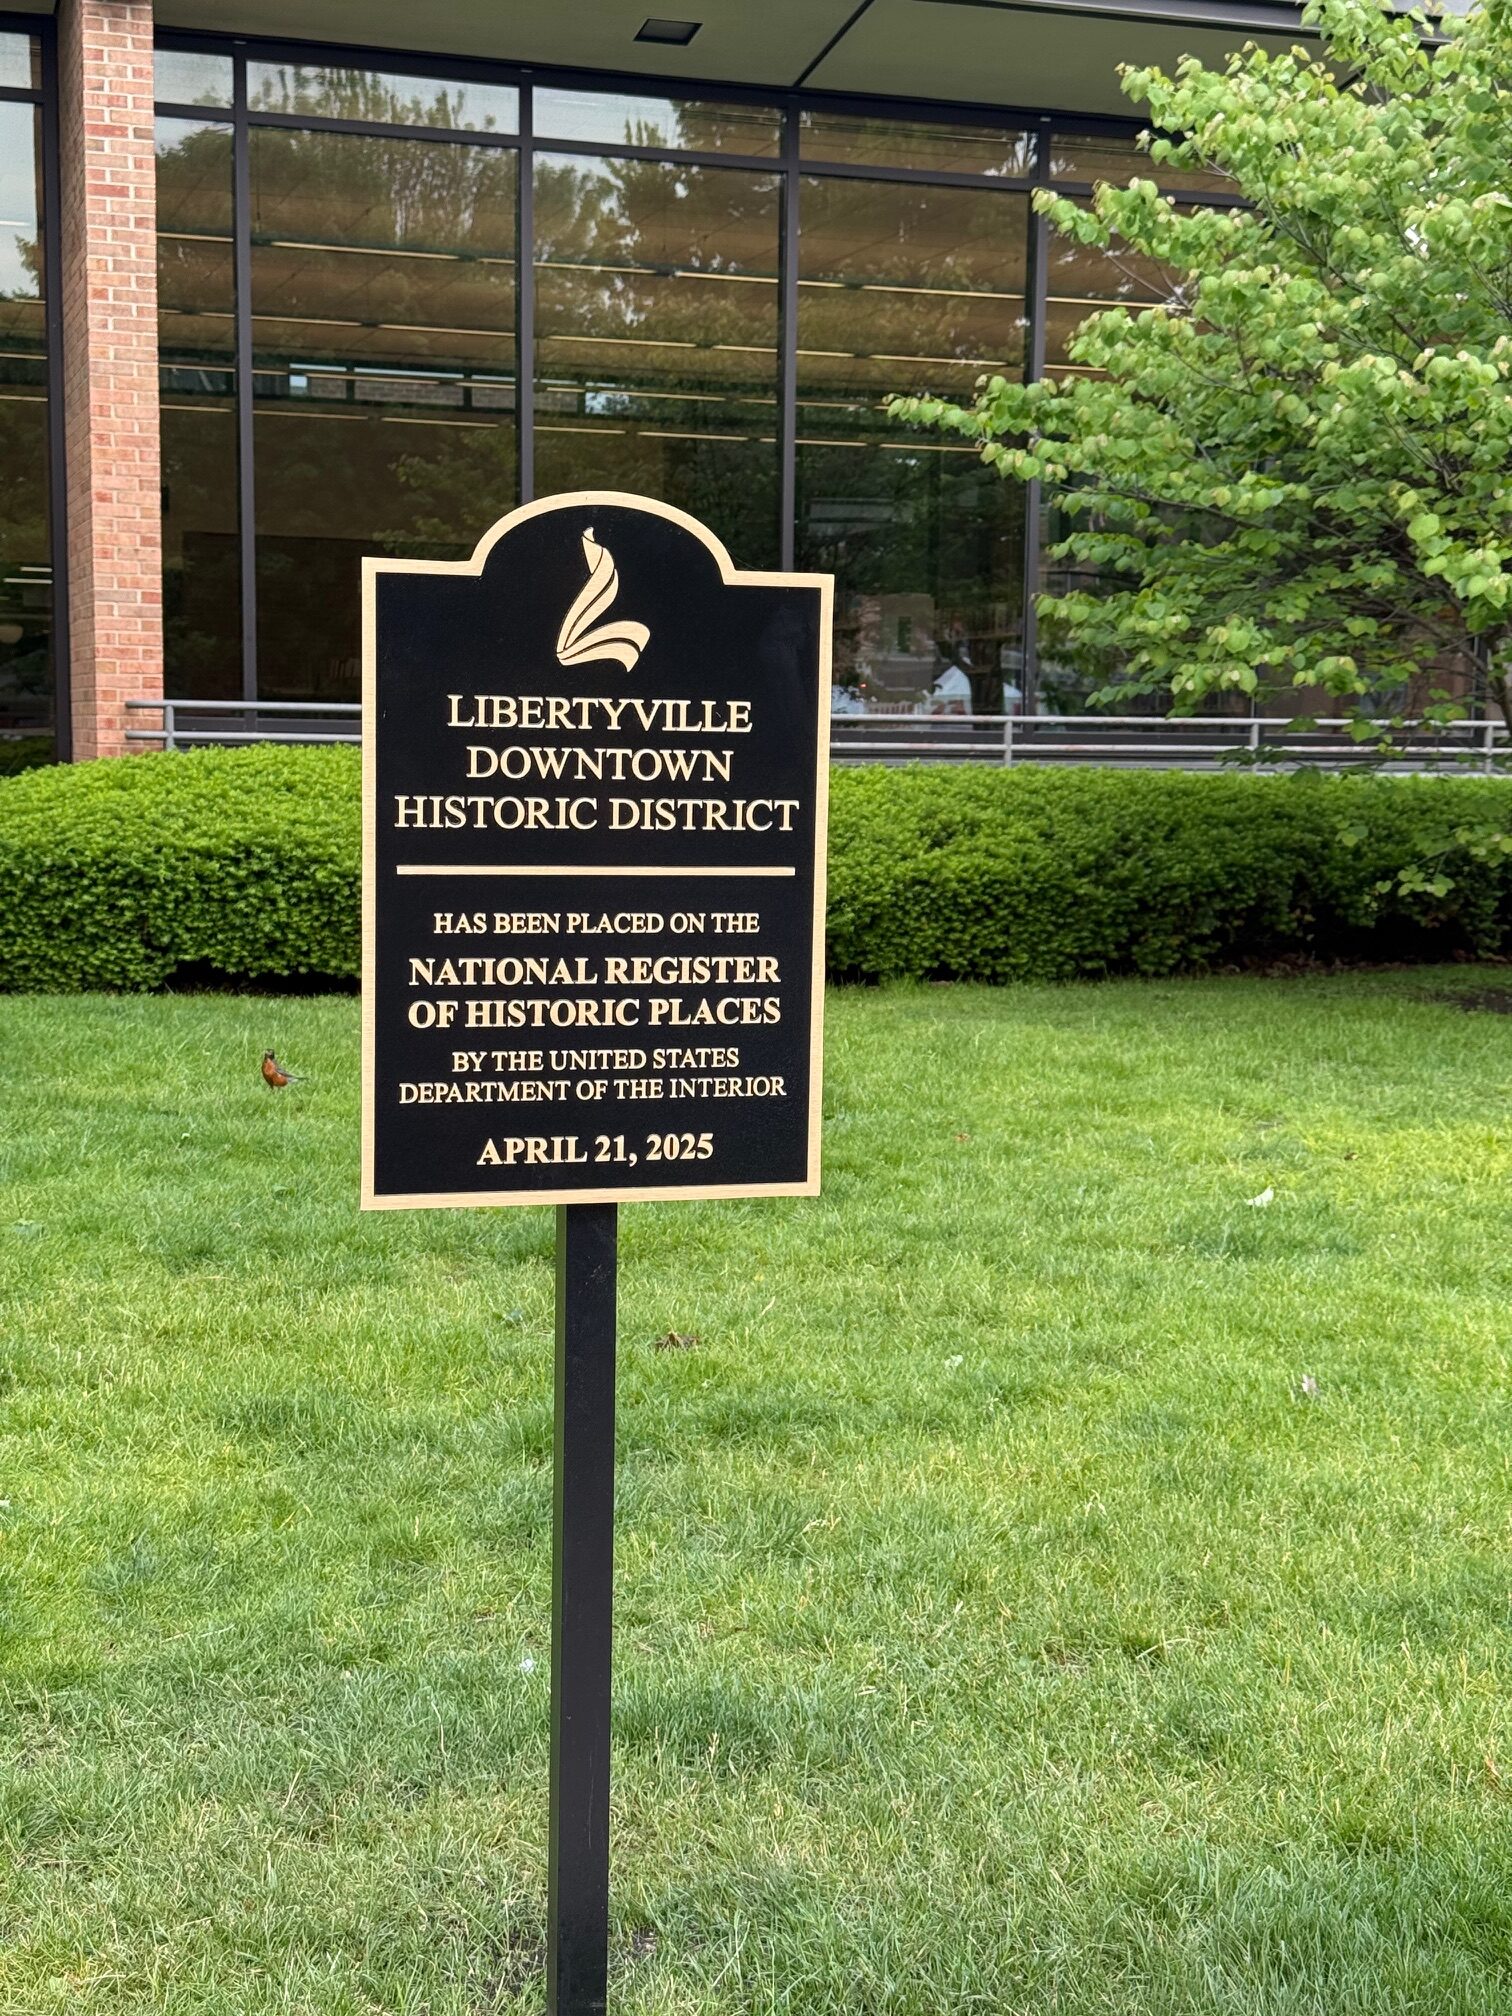 LIBERTYVILLE
DOWNTOWN
HISTORIC DISTRICT
HAS BEEN PLACED ON THE
NATIONAL REGISTER
OF HISTORIC PLACES
BY THE UNITED STATES
DEPARTMENT OF THE INTERIOR
APRIL 21, 2025